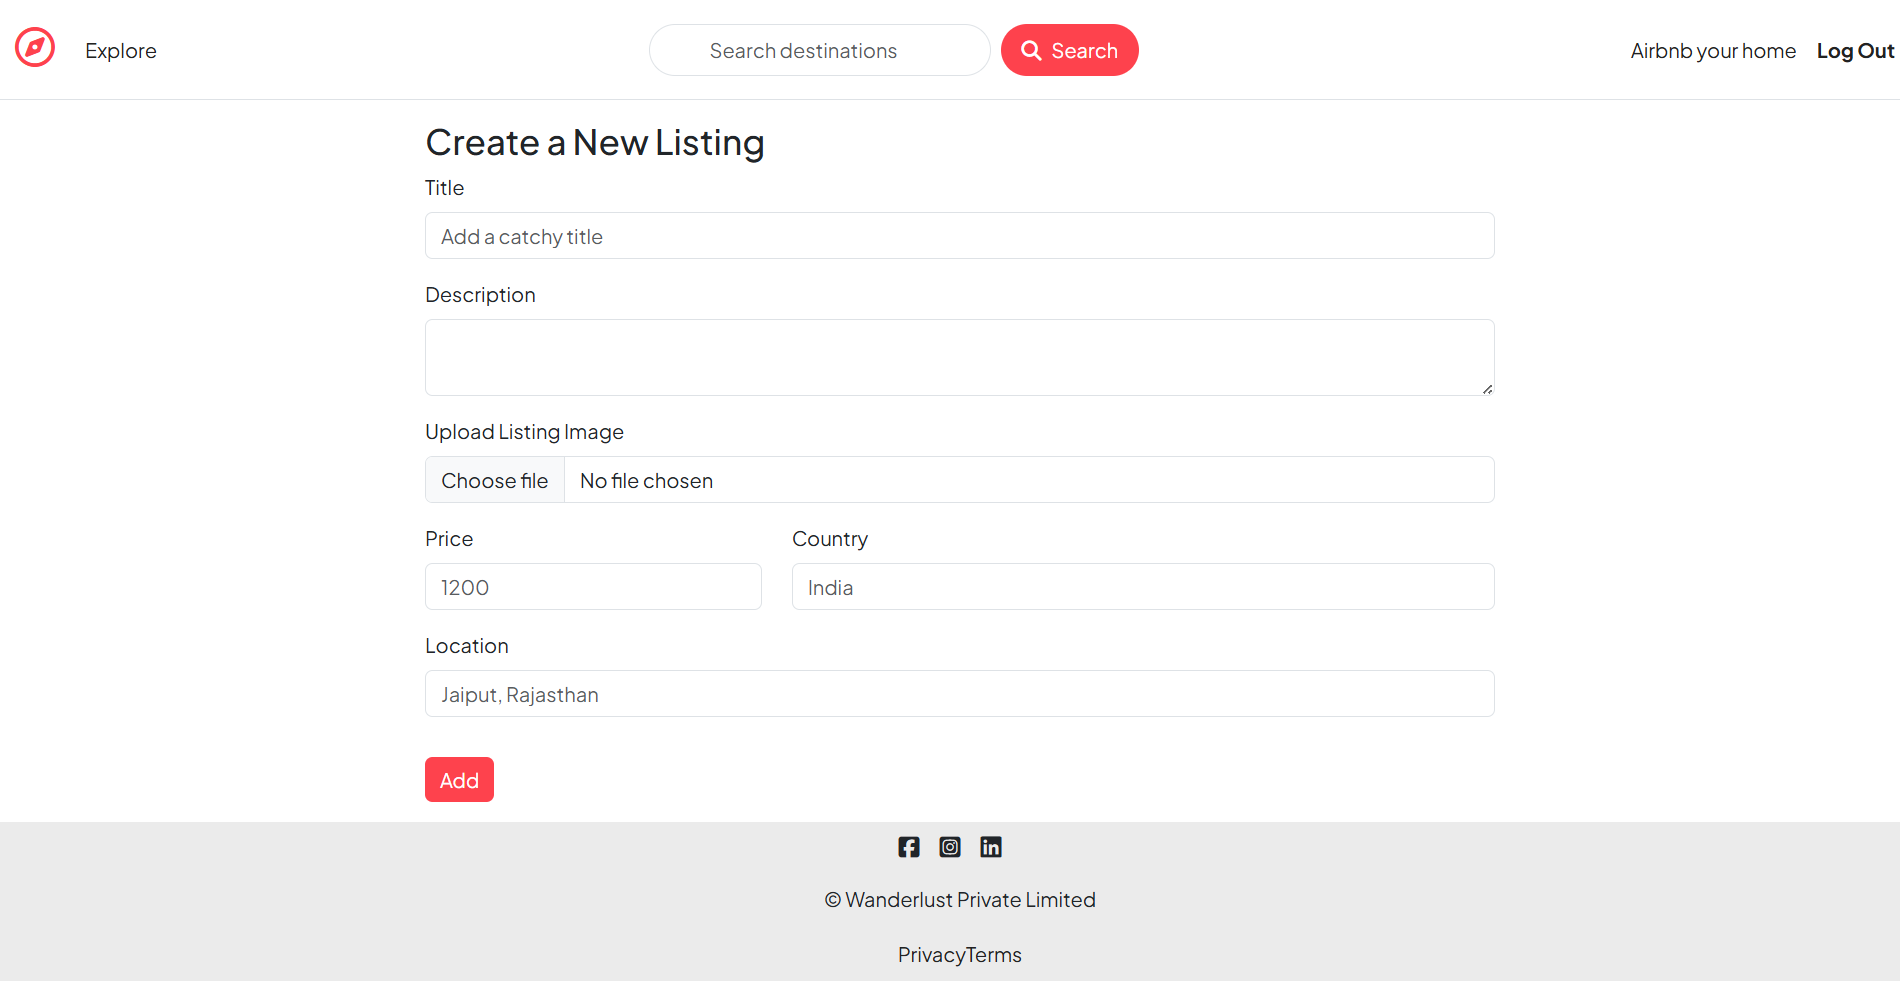 Explore
Search destinations
Search
Airbnb your home
Log Out
Create a New Listing
Title
Add a catchy title
Description
Upload Listing Image
Choose file
No file chosen
Price
Country
1200
India
Location
Jaiput, Rajasthan
Add
© Wanderlust Private Limited
PrivacyTerms